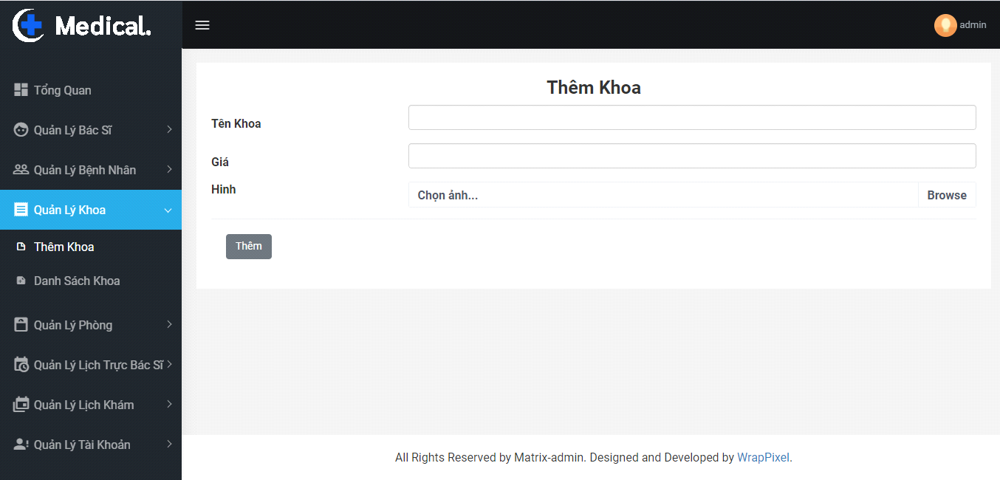 Medical.
admin
Tổng Quan
Quản Lý Bác Sĩ
Quản Lý Bệnh Nhân
Quản Lý Khoa
Thêm Khoa
Danh Sách Khoa
Quản Lý Phòng
Quản Lý Lịch Trực Bác Sĩ
Quản Lý Lịch Khám
Quản Lý Tài Khoản
Thêm Khoa
Tên Khoa
Giá
Hinh
Chọn ảnh... Browse
Thêm
All Rights Reserved by Matrix-admin. Designed and Developed by WrapPixel.